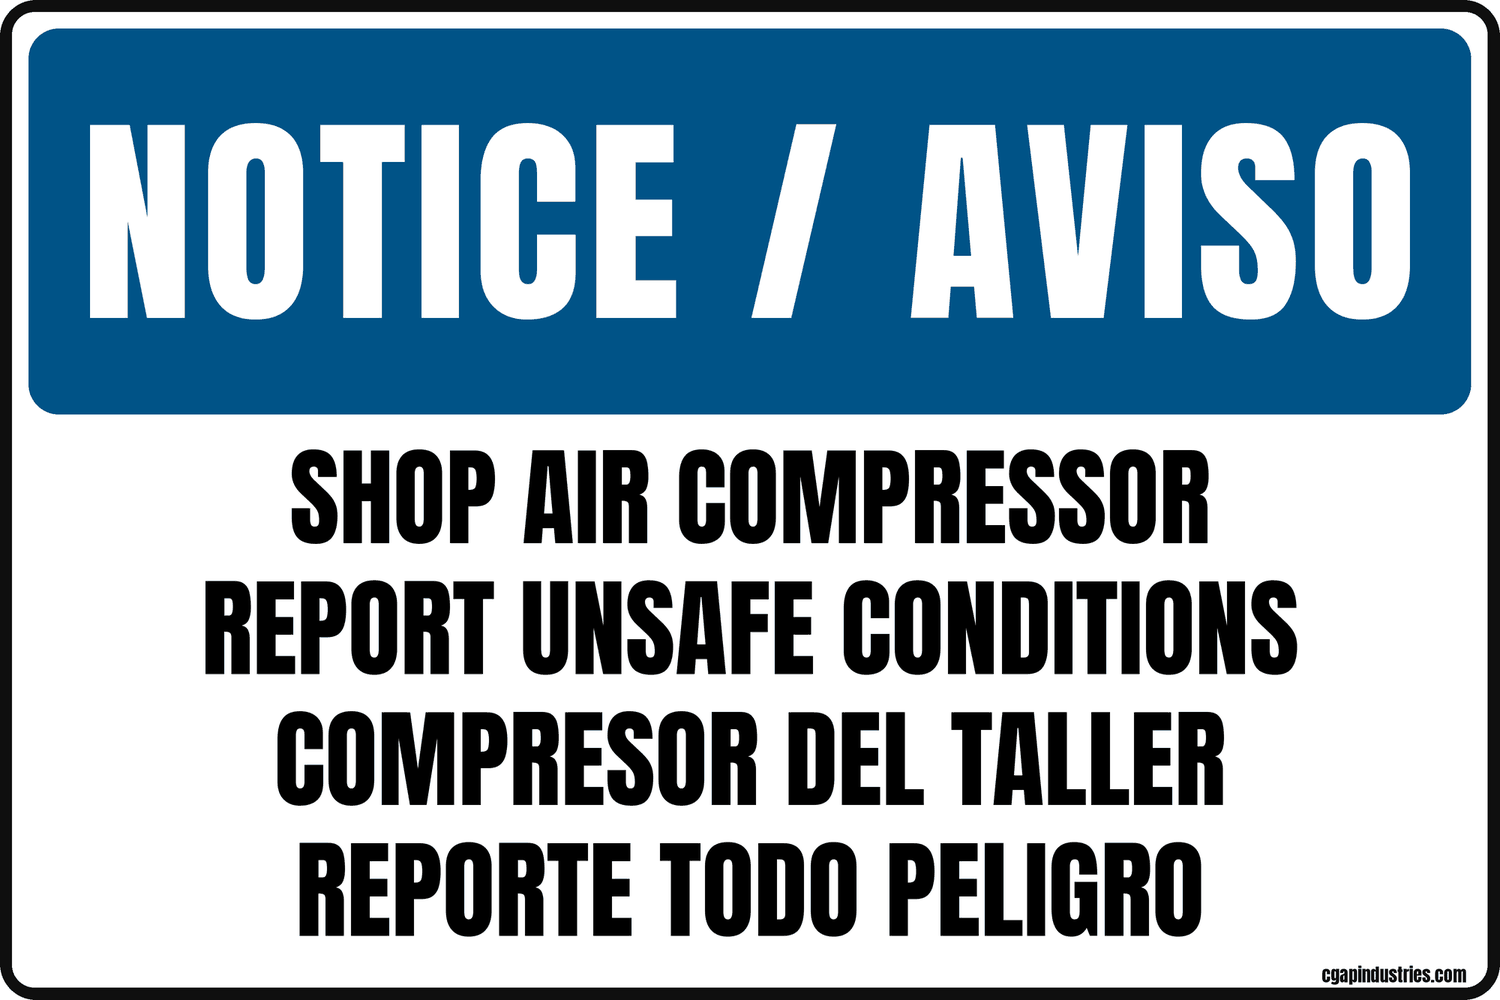 NOTICE / AVISO
SHOP AIR COMPRESSOR
REPORT UNSAFE CONDITIONS
COMPRESOR DEL TALLER
REPORTE TODO PELIGRO
cgapindustries.com